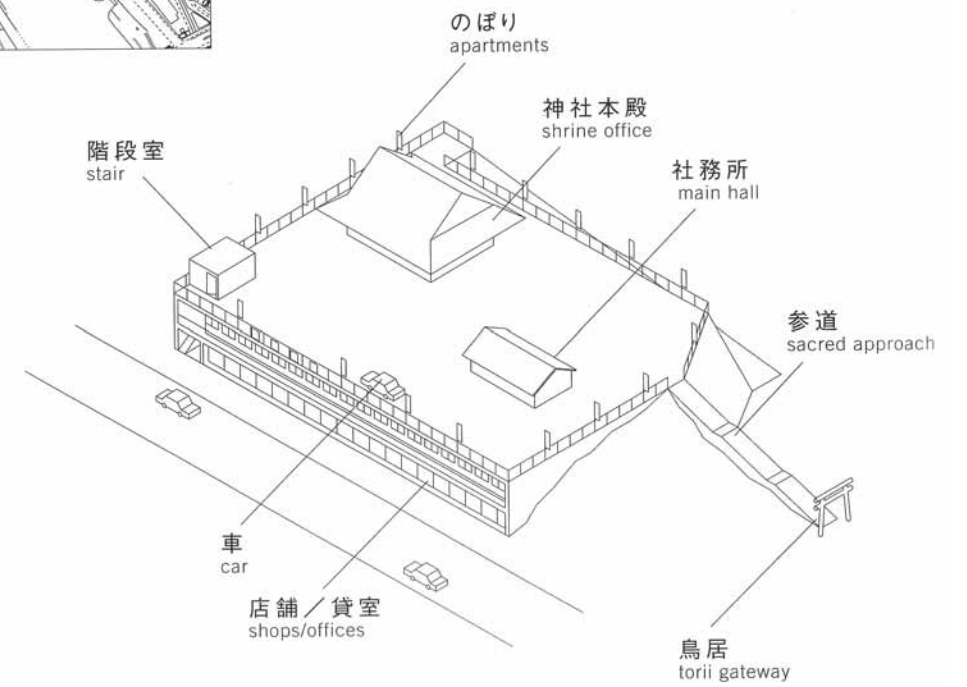 のぼり
apartments
神社本殿
shrine office
階段室
stair
社務所
main hall
参道
sacred approach
車
car
店舗／貸室
shops/offices
鳥居
torii gateway